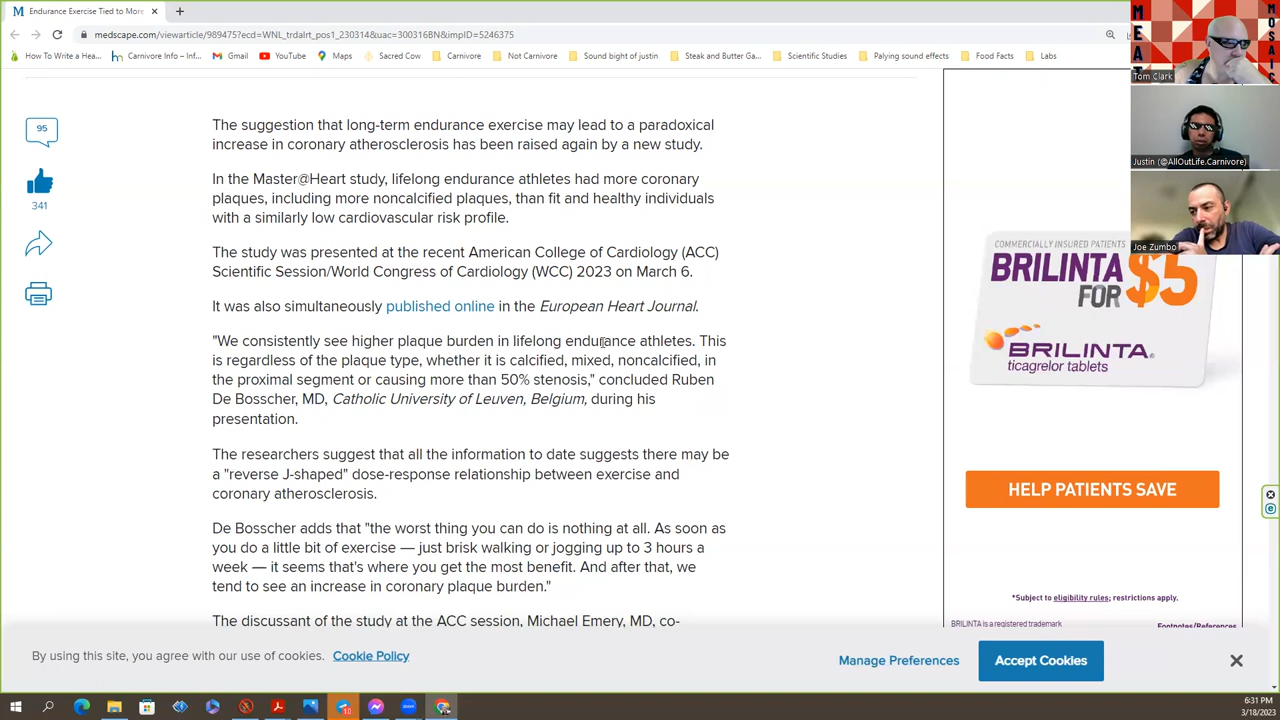 Endurance Exercise Tied to More
medscape.com/viewarticle/989475?ecd=WNL_trdalrt_pos1_230314&uac=300316BN&impID=5246375
How To Write a Hea... Carnivore Info – Inf... Gmail YouTube Maps Sacred Cow Carnivore Not Carnivore Sound bight of justin Steak and Butter Ga... Scientific Studies Palying sound effects Food Facts Labs
MEAT
MOSAIC
Tom Clark
Justin (@AllOutLife.Carnivore)
Joe Zumbo
95
341
The suggestion that long-term endurance exercise may lead to a paradoxical
increase in coronary atherosclerosis has been raised again by a new study.
In the Master@Heart study, lifelong endurance athletes had more coronary
plaques, including more noncalcified plaques, than fit and healthy individuals
with a similarly low cardiovascular risk profile.
The study was presented at the recent American College of Cardiology (ACC)
Scientific Session/World Congress of Cardiology (WCC) 2023 on March 6.
It was also simultaneously published online in the European Heart Journal.
"We consistently see higher plaque burden in lifelong endurance athletes. This
is regardless of the plaque type, whether it is calcified, mixed, noncalcified, in
the proximal segment or causing more than 50% stenosis," concluded Ruben
De Bosscher, MD, Catholic University of Leuven, Belgium, during his
presentation.
The researchers suggest that all the information to date suggests there may be
a "reverse J-shaped" dose-response relationship between exercise and
coronary atherosclerosis.
De Bosscher adds that "the worst thing you can do is nothing at all. As soon as
you do a little bit of exercise — just brisk walking or jogging up to 3 hours a
week — it seems that's where you get the most benefit. And after that, we
tend to see an increase in coronary plaque burden."
The discussant of the study at the ACC session, Michael Emery, MD, co-
COMMERCIALLY INSURED PATIENTS
BRILINTA
FOR $5
BRILINTA
ticagrelor tablets
HELP PATIENTS SAVE
*Subject to eligibility rules; restrictions apply.
BRILINTA is a registered trademark
Footnotes/References
By using this site, you agree with our use of cookies. Cookie Policy
Manage Preferences
Accept Cookies
10
6:31 PM
3/18/2023